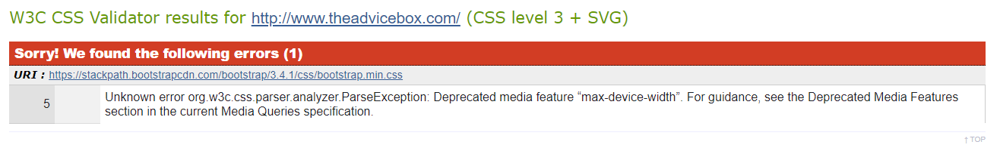 W3C CSS Validator results for http://www.theadvicebox.com/ (CSS level 3 + SVG)
Sorry! We found the following errors (1)
URI : https://stackpath.bootstrapcdn.com/bootstrap/3.4.1/css/bootstrap.min.css
5 Unknown error org.w3c.css.parser.analyzer.ParseException: Deprecated media feature “max-device-width”. For guidance, see the Deprecated Media Features
section in the current Media Queries specification.
↑ TOP